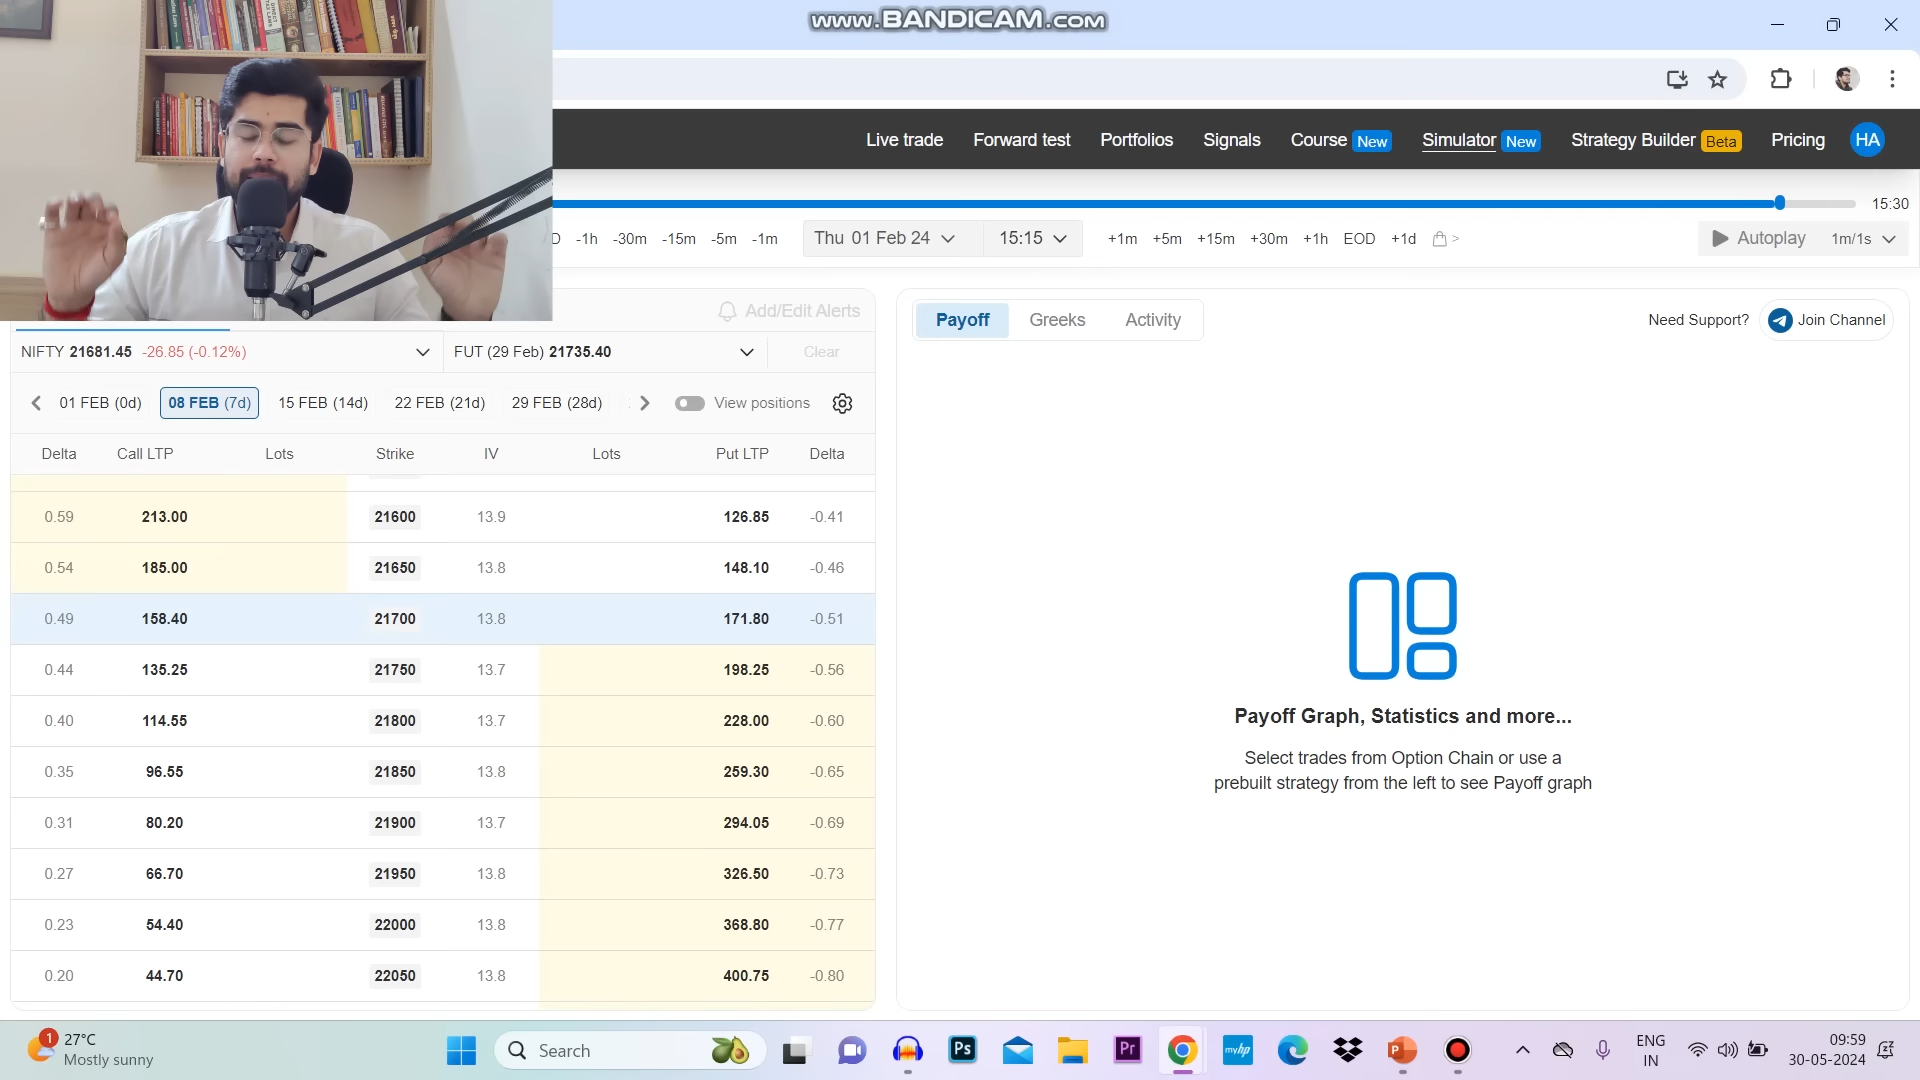 www.BANDICAM.com
Live trade Forward test Portfolios Signals Course New Simulator New Strategy Builder Beta Pricing HA
15:30
-1h -30m -15m -5m -1m Thu 01 Feb 24 15:15 +1m +5m +15m +30m +1h EOD +1d > Autoplay 1m/1s
Add/Edit Alerts
Payoff Greeks Activity Need Support? Join Channel
NIFTY 21681.45 -26.85 (-0.12%) FUT (29 Feb) 21735.40 Clear
01 FEB (0d) 08 FEB (7d) 15 FEB (14d) 22 FEB (21d) 29 FEB (28d) View positions
Delta Call LTP Lots Strike IV Lots Put LTP Delta
0.59 213.00 21600 13.9 126.85 -0.41
0.54 185.00 21650 13.8 148.10 -0.46
0.49 158.40 21700 13.8 171.80 -0.51
0.44 135.25 21750 13.7 198.25 -0.56
0.40 114.55 21800 13.7 228.00 -0.60
0.35 96.55 21850 13.8 259.30 -0.65
0.31 80.20 21900 13.7 294.05 -0.69
0.27 66.70 21950 13.8 326.50 -0.73
0.23 54.40 22000 13.8 368.80 -0.77
0.20 44.70 22050 13.8 400.75 -0.80
Payoff Graph, Statistics and more...
Select trades from Option Chain or use a
prebuilt strategy from the left to see Payoff graph
1
27°C
Mostly sunny
Search
Ps
Pr
myhp
ENG
IN
09:59
30-05-2024